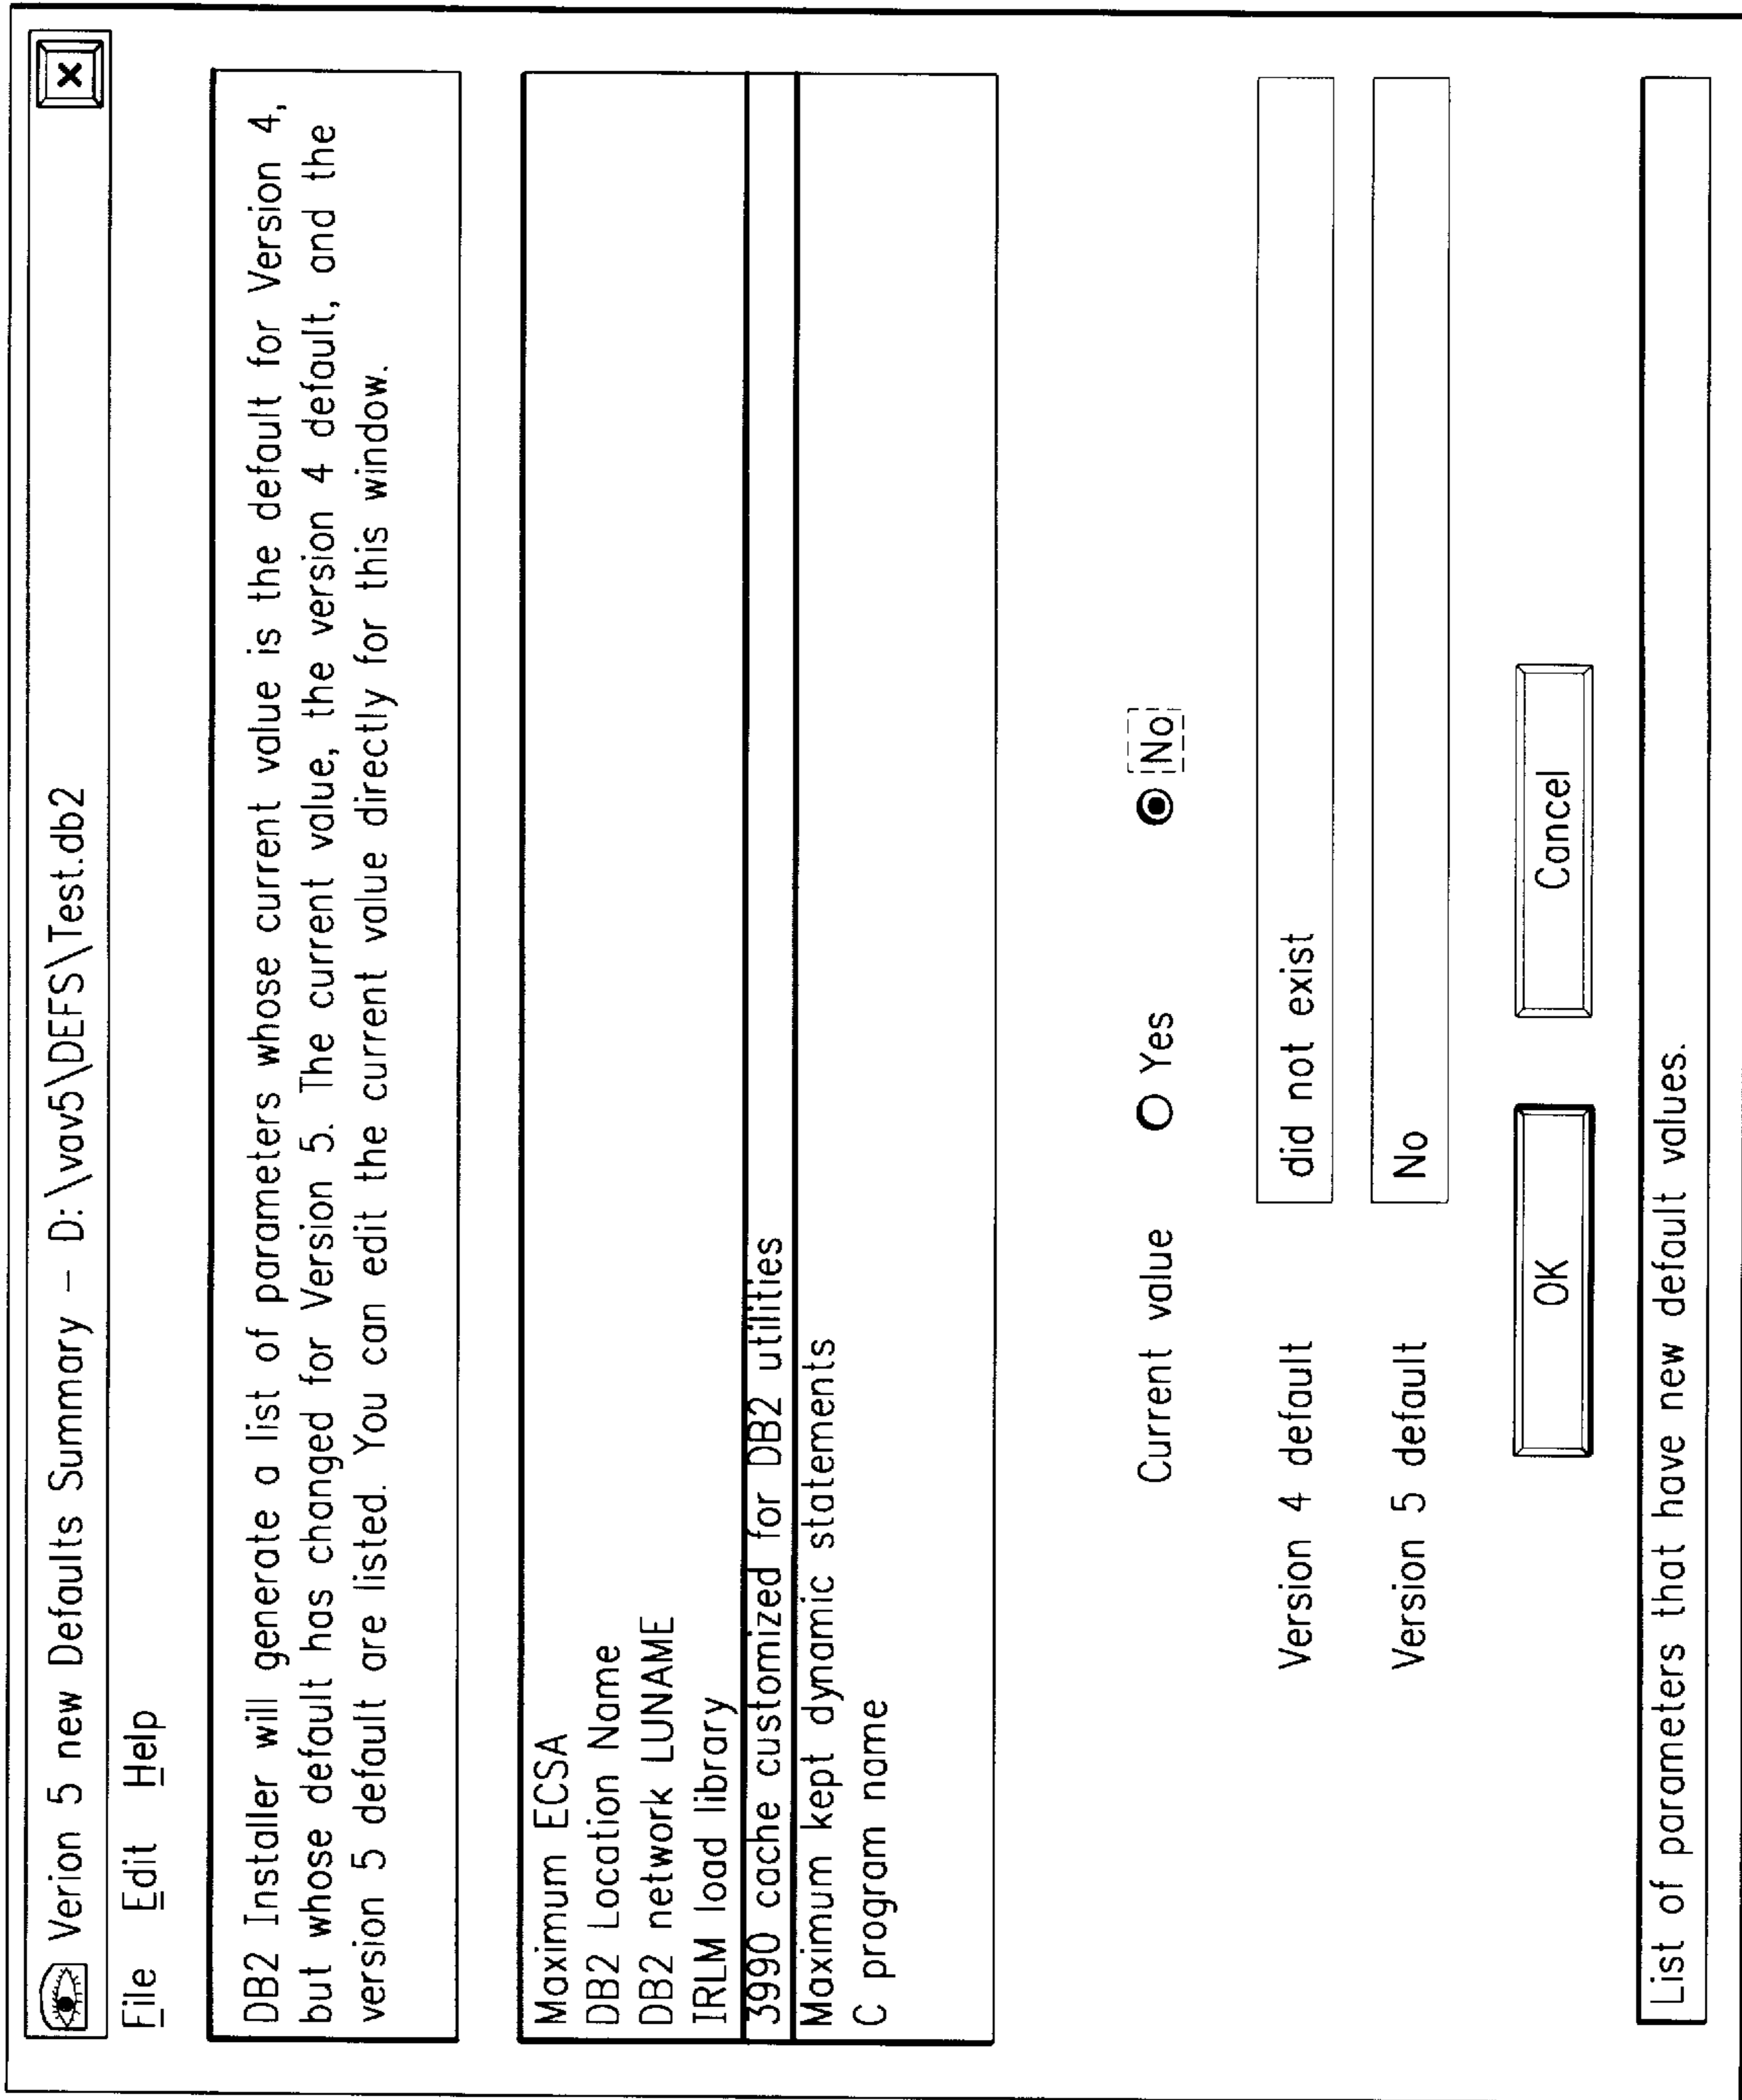 Verion 5 new Defaults Summary – D:\vav5\DEFS\Test.db2
x
File Edit Help
DB2 Installer will generate a list of parameters whose current value is the default for Version 4,
but whose default has changed for Version 5. The current value, the version 4 default, and the
version 5 default are listed. You can edit the current value directly for this window.
Maximum ECSA
DB2 Location Name
DB2 network LUNAME
IRLM load library
3990 cache customized for DB2 utilities
Maximum kept dynamic statements
C program name
Current value Yes No
Version 4 default did not exist
Version 5 default No
OK Cancel
List of parameters that have new default values.